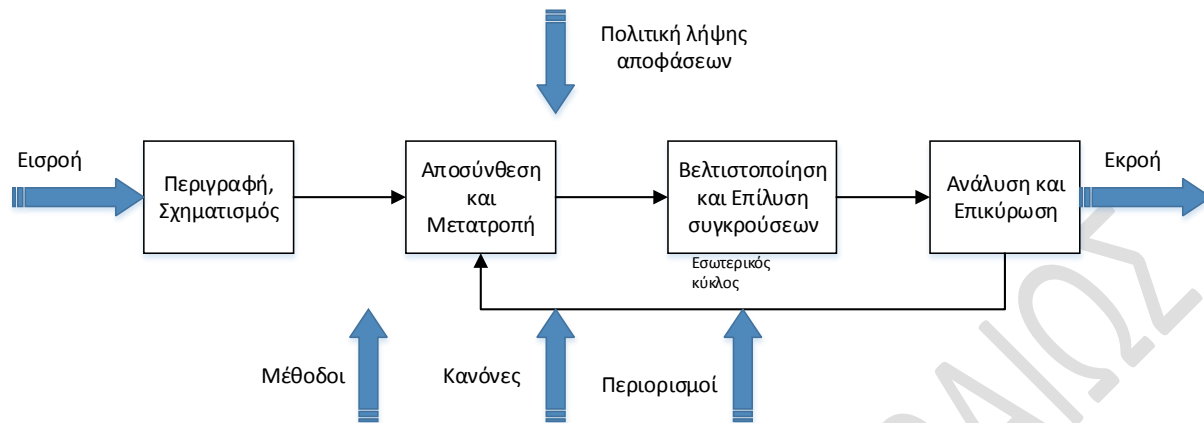 Πολιτική λήψης
αποφάσεων
Εισροή
Περιγραφή,
Σχηματισμός
Αποσύνθεση
και
Μετατροπή
Βελτιστοποίηση
και Επίλυση
συγκρούσεων
Ανάλυση και
Επικύρωση
Εκροή
Εσωτερικός
κύκλος
Μέθοδοι
Κανόνες
Περιορισμοί